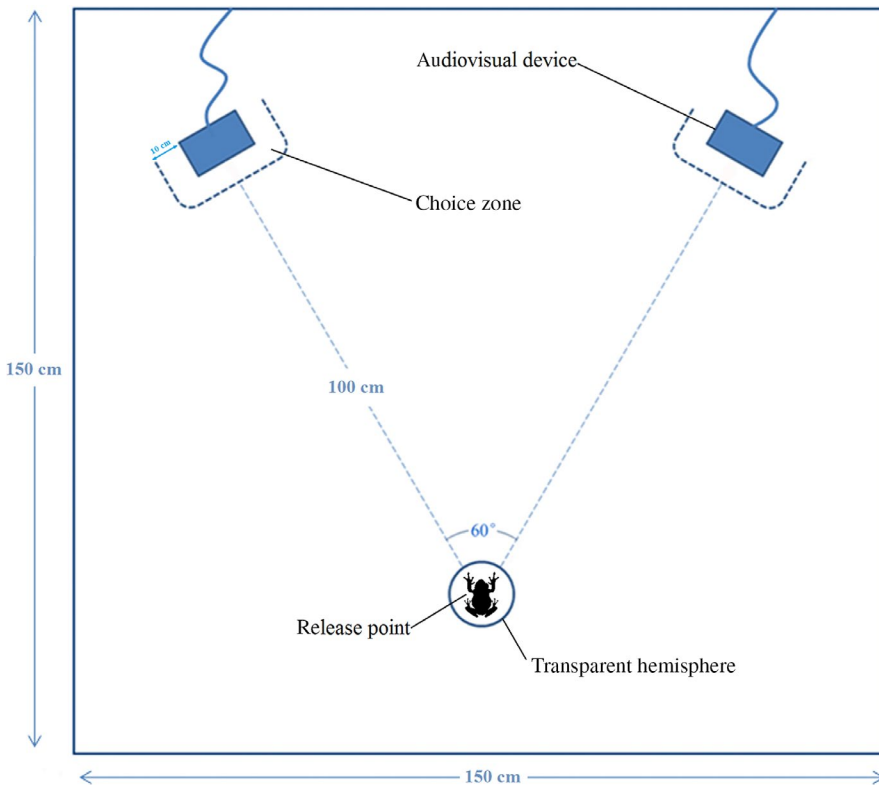 Audiovisual device
10 cm
Choice zone
150 cm
100 cm
60°
Release point
Transparent hemisphere
150 cm